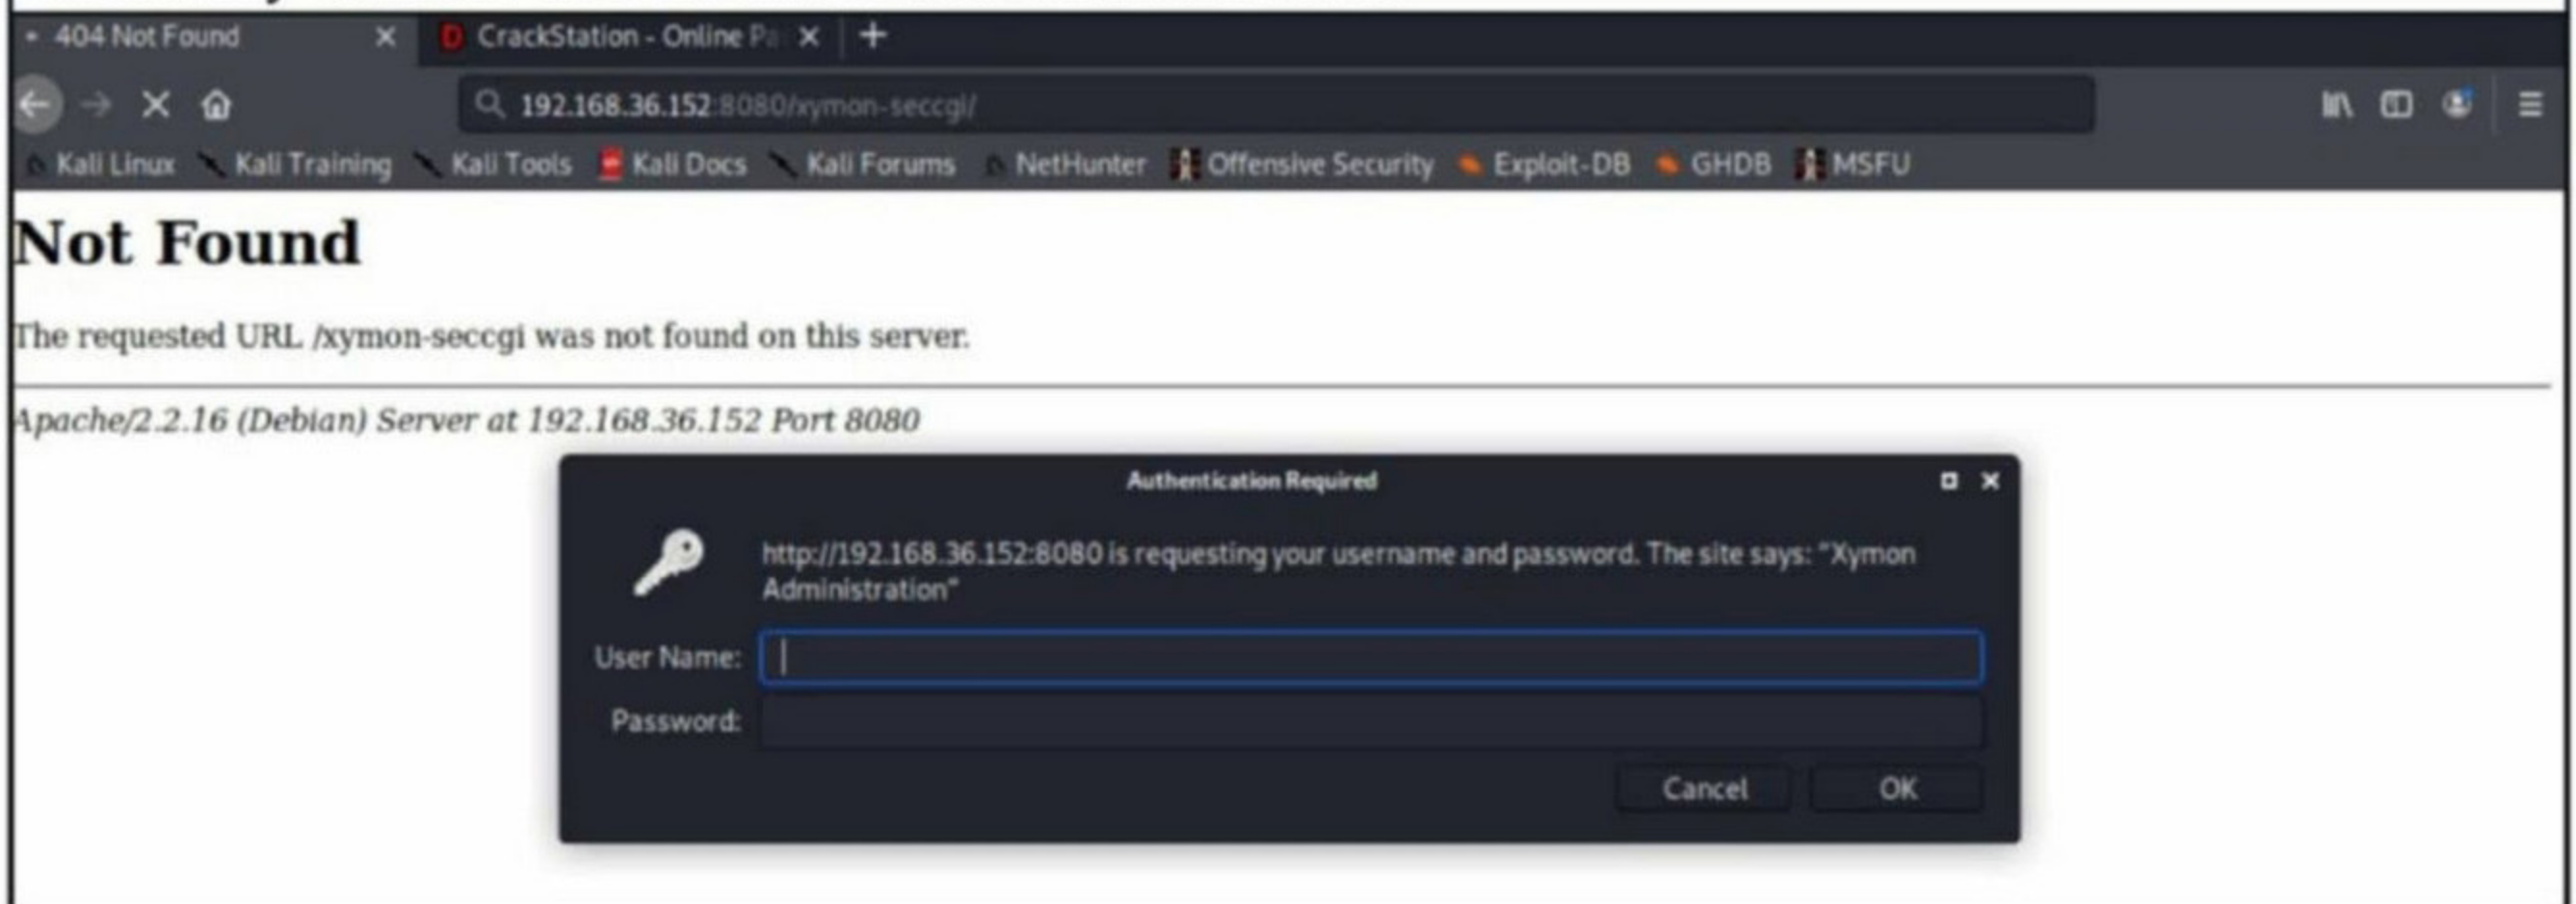 404 Not Found
CrackStation - Online Pa
192.168.36.152:8080/xymon-seccgi/
Kali Linux Kali Training Kali Tools Kali Docs Kali Forums NetHunter Offensive Security Exploit-DB GHDB MSFU
Not Found
The requested URL /xymon-seccgi was not found on this server.
Apache/2.2.16 (Debian) Server at 192.168.36.152 Port 8080
Authentication Required
http://192.168.36.152:8080 is requesting your username and password. The site says: "Xymon
Administration"
User Name:
Password:
Cancel OK